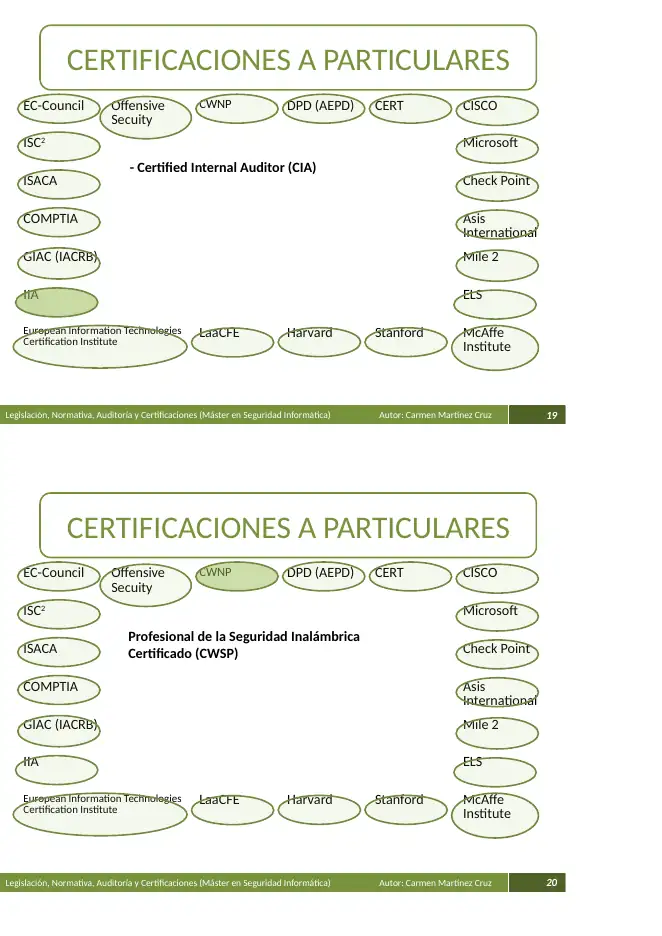 CERTIFICACIONES A PARTICULARES
EC-Council
Offensive
Secuity
CWNP
DPD (AEPD)
CERT
CISCO
ISC²
Microsoft
- Certified Internal Auditor (CIA)
ISACA
Check Point
COMPTIA
Asis
International
GIAC (IACRB)
Mile 2
IIA
ELS
European Information Technologies
Certification Institute
LaaCFE
Harvard
Stanford
McAffe
Institute
Legislación, Normativa, Auditoría y Certificaciones (Máster en Seguridad Informática)
Autor: Carmen Martínez Cruz
19
CERTIFICACIONES A PARTICULARES
EC-Council
Offensive
Secuity
CWNP
DPD (AEPD)
CERT
CISCO
ISC²
Microsoft
Profesional de la Seguridad Inalámbrica
Certificado (CWSP)
ISACA
Check Point
COMPTIA
Asis
International
GIAC (IACRB)
Mile 2
IIA
ELS
European Information Technologies
Certification Institute
LaaCFE
Harvard
Stanford
McAffe
Institute
Legislación, Normativa, Auditoría y Certificaciones (Máster en Seguridad Informática)
Autor: Carmen Martínez Cruz
20